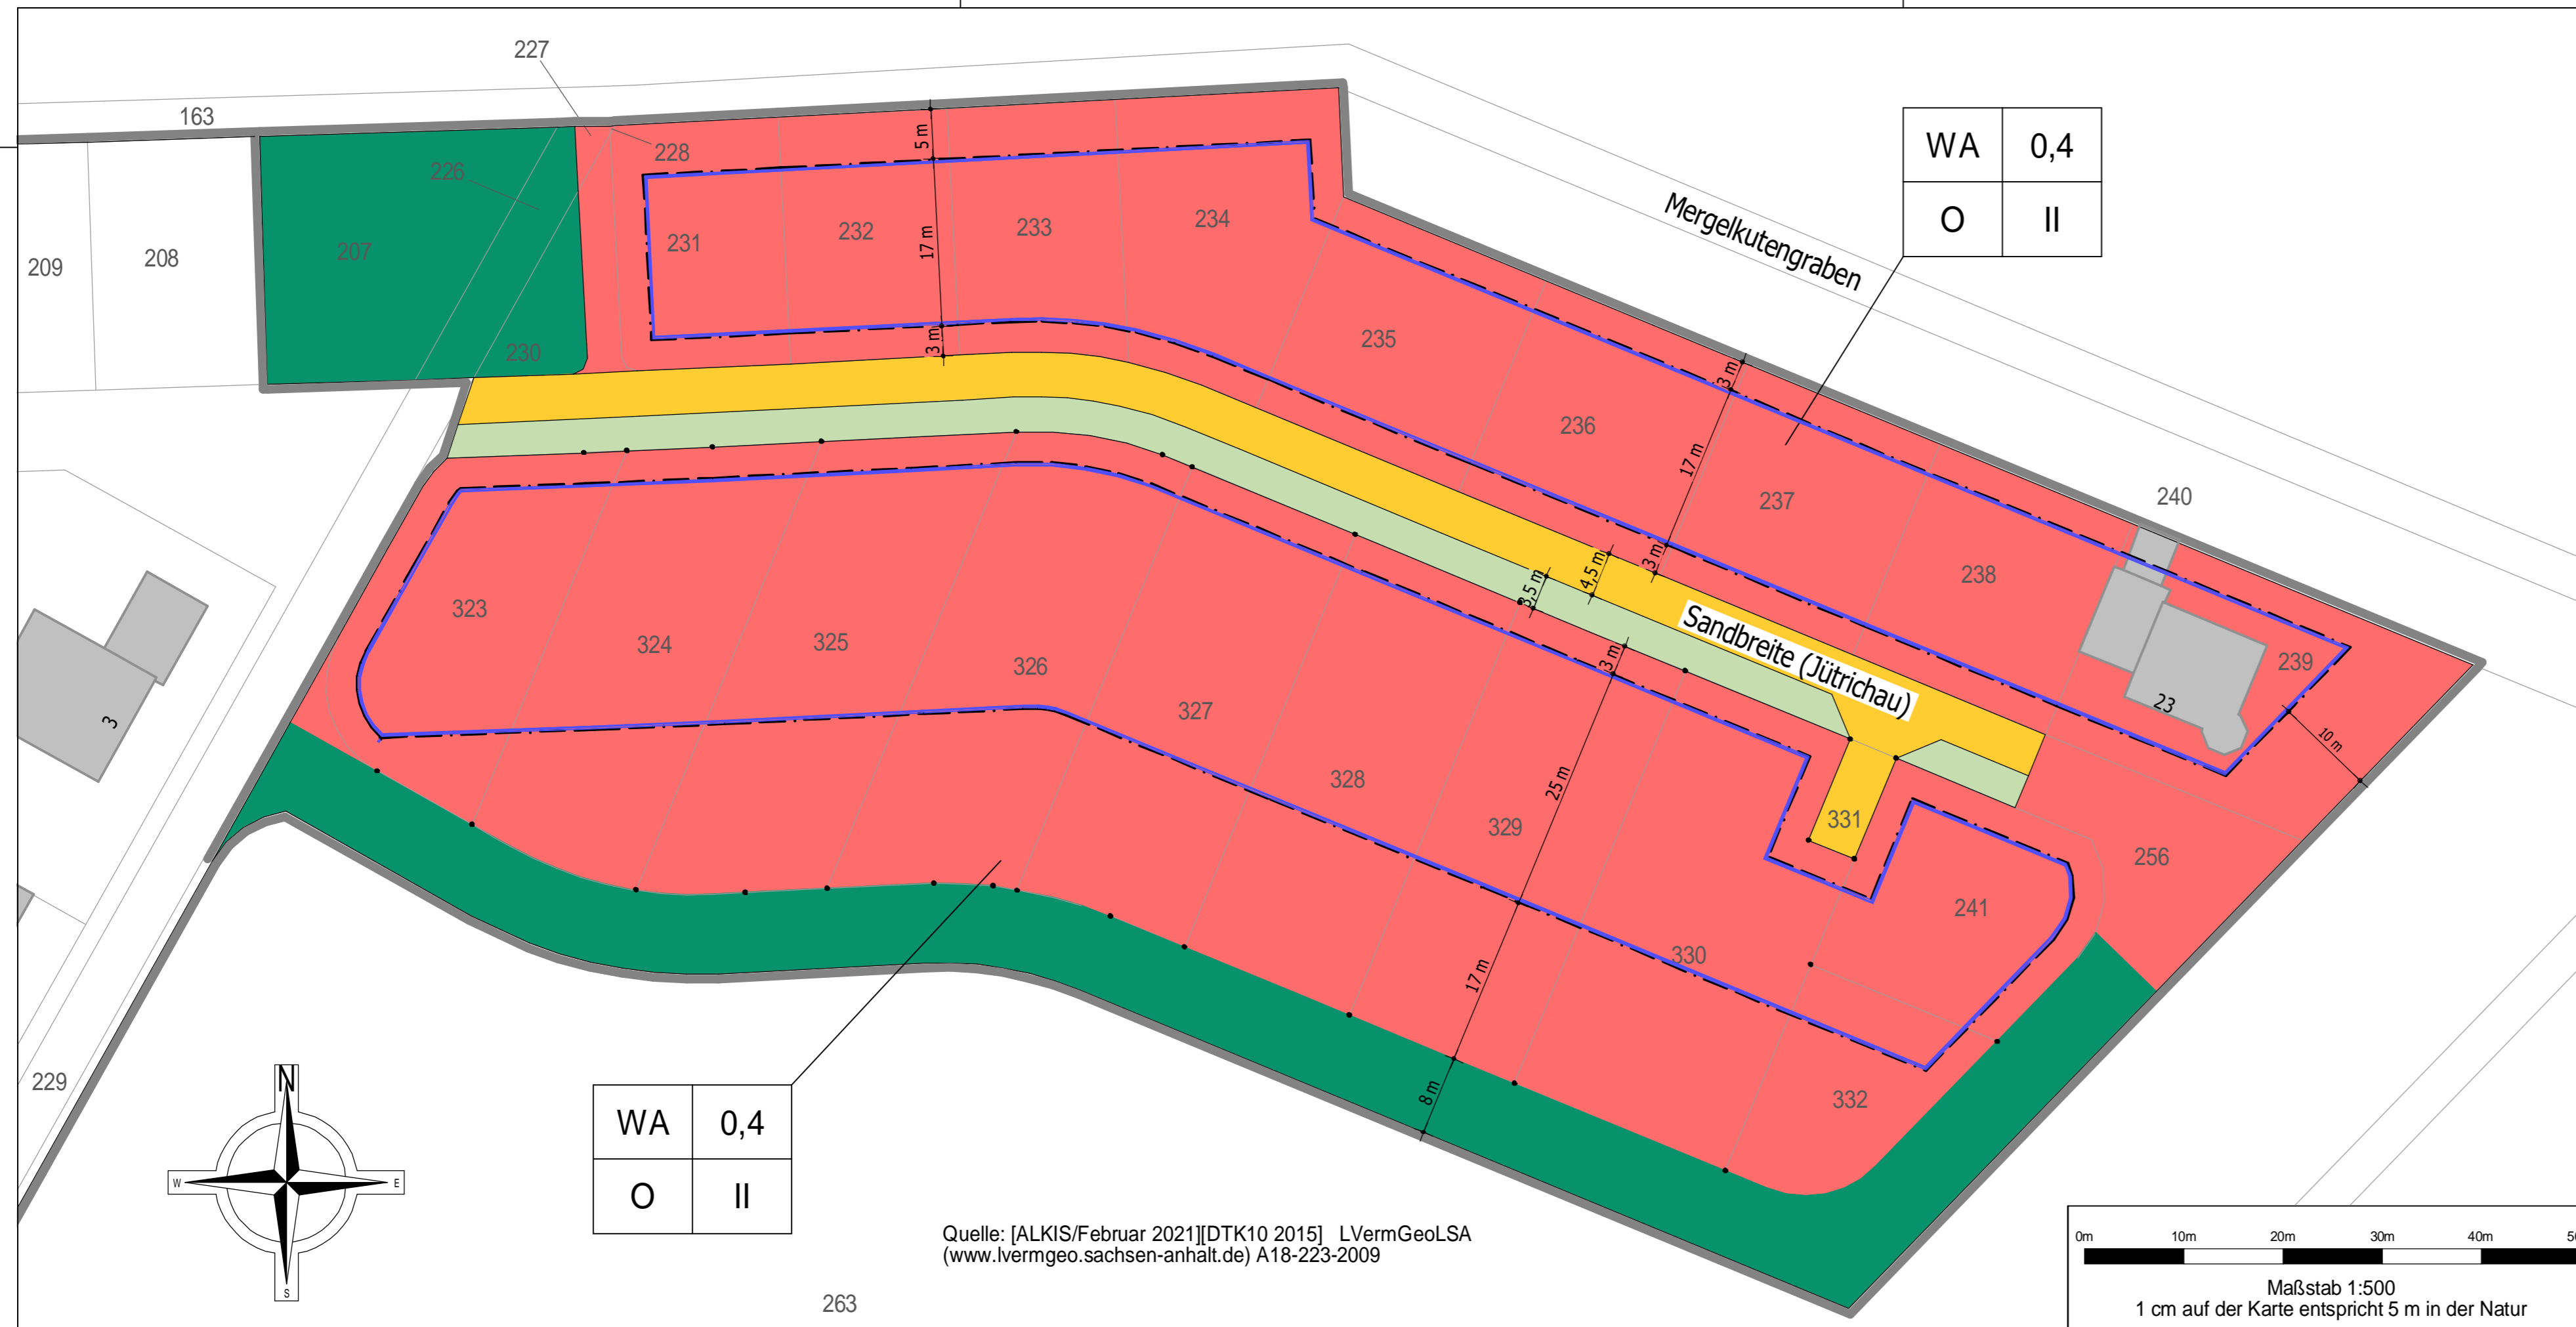 227
163
228
226
WA 0,4
O II
5 m
209
208
207
231
232
233
234
17 m
Mergelkutengraben
230
3 m
235
236
3 m
17 m
237
240
238
3 m
4,5 m
3,5 m
Sandbreite (Jütrichau)
239
23
10 m
323
324
325
326
327
3 m
3
328
25 m
329
331
256
241
330
17 m
332
8 m
229
N
W
E
S
WA 0,4
O II
Quelle: [ALKIS/Februar 2021][DTK10 2015] LVermGeoLSA
(www.lvermgeo.sachsen-anhalt.de) A18-223-2009
263
0m 10m 20m 30m 40m
Maßstab 1:500
1 cm auf der Karte entspricht 5 m in der Natur